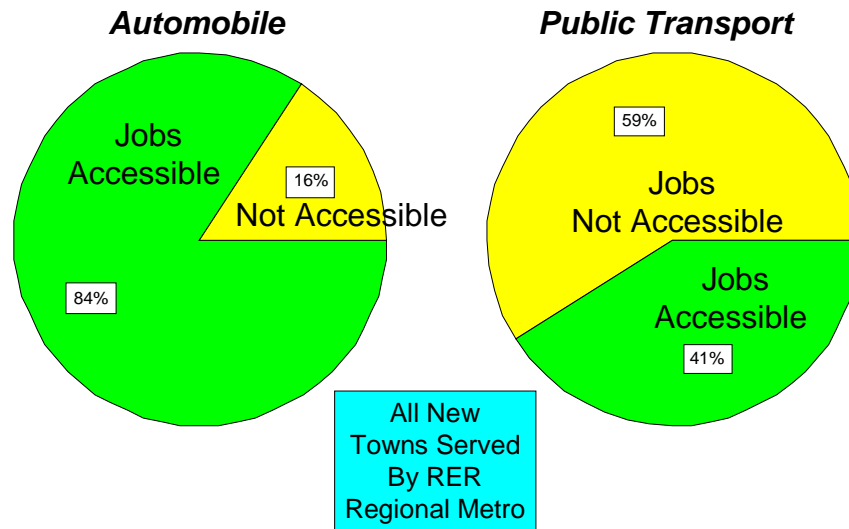 Automobile
Jobs
Accessible
16%
Not Accessible
84%
Public Transport
59%
Jobs
Not Accessible
Jobs
Accessible
41%
All New
Towns Served
By RER
Regional Metro